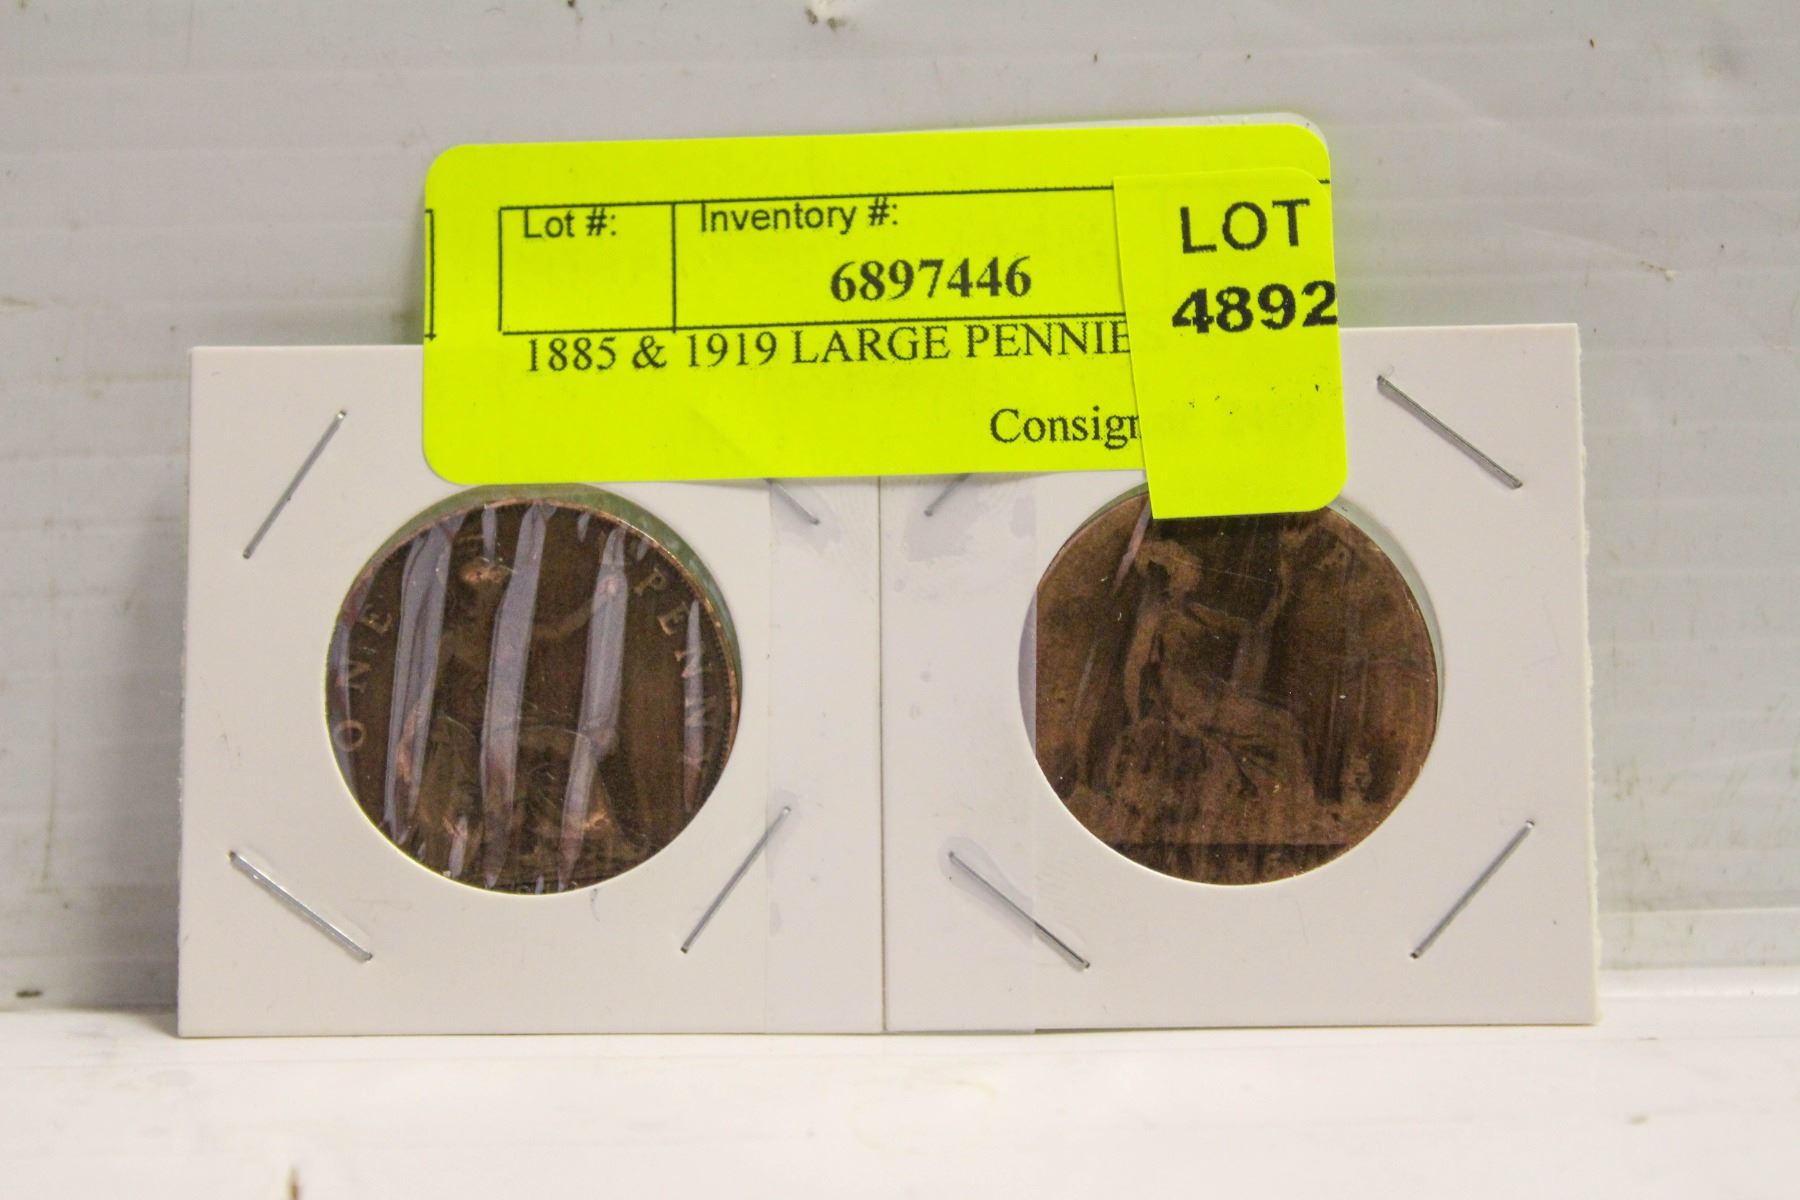 Lot #:
Inventory #:
6897446
LOT
4892
1885 & 1919 LARGE PENNIE
Consign
ONE PENN